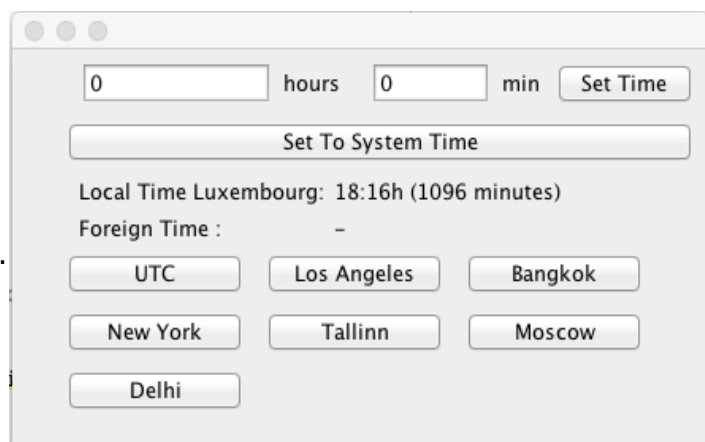 0 hours 0 min Set Time
Set To System Time
Local Time Luxembourg: 18:16h (1096 minutes)
Foreign Time : –
UTC Los Angeles Bangkok
New York Tallinn Moscow
Delhi